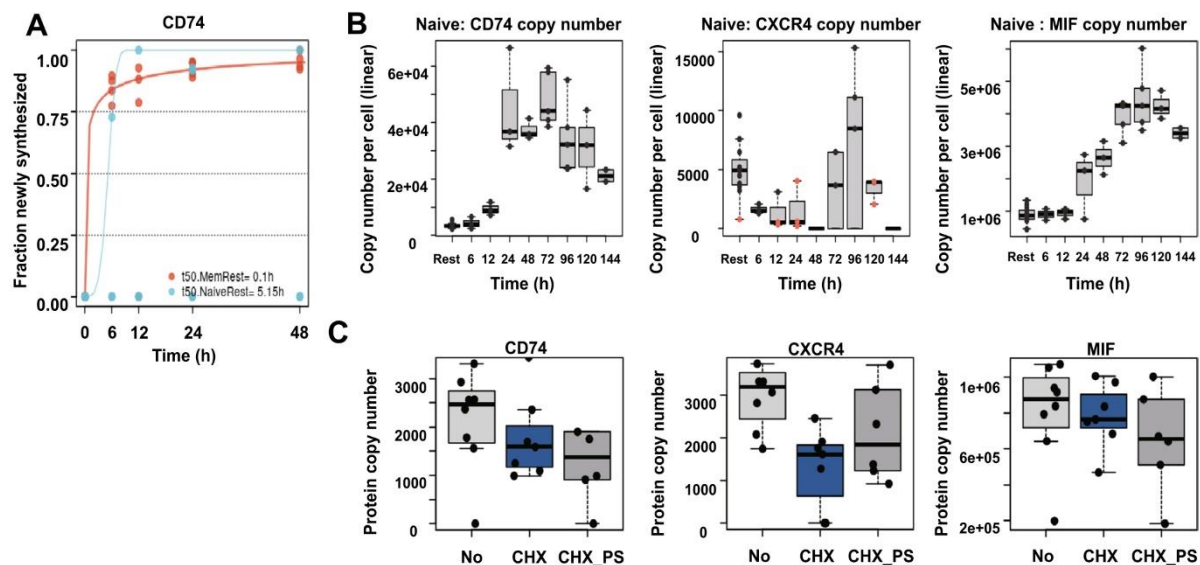 A
CD74
Fraction newly synthesized
1.00
0.75
0.50
0.25
0.00
t50.MemRest= 0.1h
t50.NaiveRest= 5.15h
0 6 12 24 48
Time (h)
B
Naive: CD74 copy number
Copy number per cell (linear)
6e+04
4e+04
2e+04
0
Rest 6 12 24 48 72 96 120 144
Time (h)
Naive: CXCR4 copy number
Copy number per cell (linear)
15000
10000
5000
0
Rest 6 12 24 48 72 96 120 144
Time (h)
Naive : MIF copy number
Copy number per cell (linear)
5e+06
3e+06
1e+06
Rest 6 12 24 48 72 96 120 144
Time (h)
C
CD74
Protein copy number
3000
2000
1000
0
No CHX CHX_PS
CXCR4
Protein copy number
3000
2000
1000
0
No CHX CHX_PS
MIF
Protein copy number
1e+06
6e+05
2e+05
No CHX CHX_PS